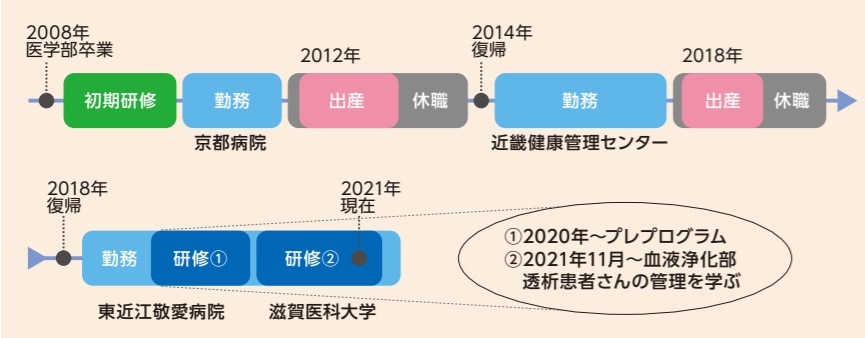 2008年
医学部卒業
初期研修
勤務
京都病院
2012年
出産
休職
2014年
復帰
勤務
近畿健康管理センター
2018年
出産
休職
2018年
復帰
勤務
研修①
東近江敬愛病院
研修②
滋賀医科大学
2021年
現在
①2020年〜プレプログラム
②2021年11月〜血液浄化部
透析患者さんの管理を学ぶ